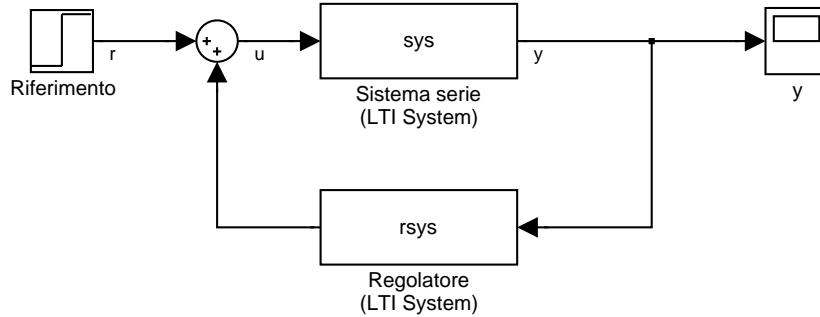 Riferimento
r
+
+
u
sys
Sistema serie
(LTI System)
y
y
rsys
Regolatore
(LTI System)